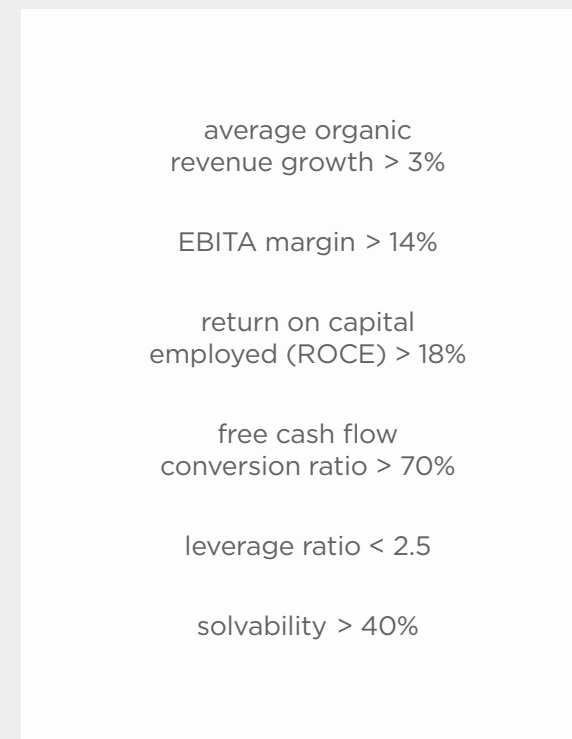 average organic
revenue growth > 3%
EBITA margin > 14%
return on capital
employed (ROCE) > 18%
free cash flow
conversion ratio > 70%
leverage ratio < 2.5
solvability > 40%